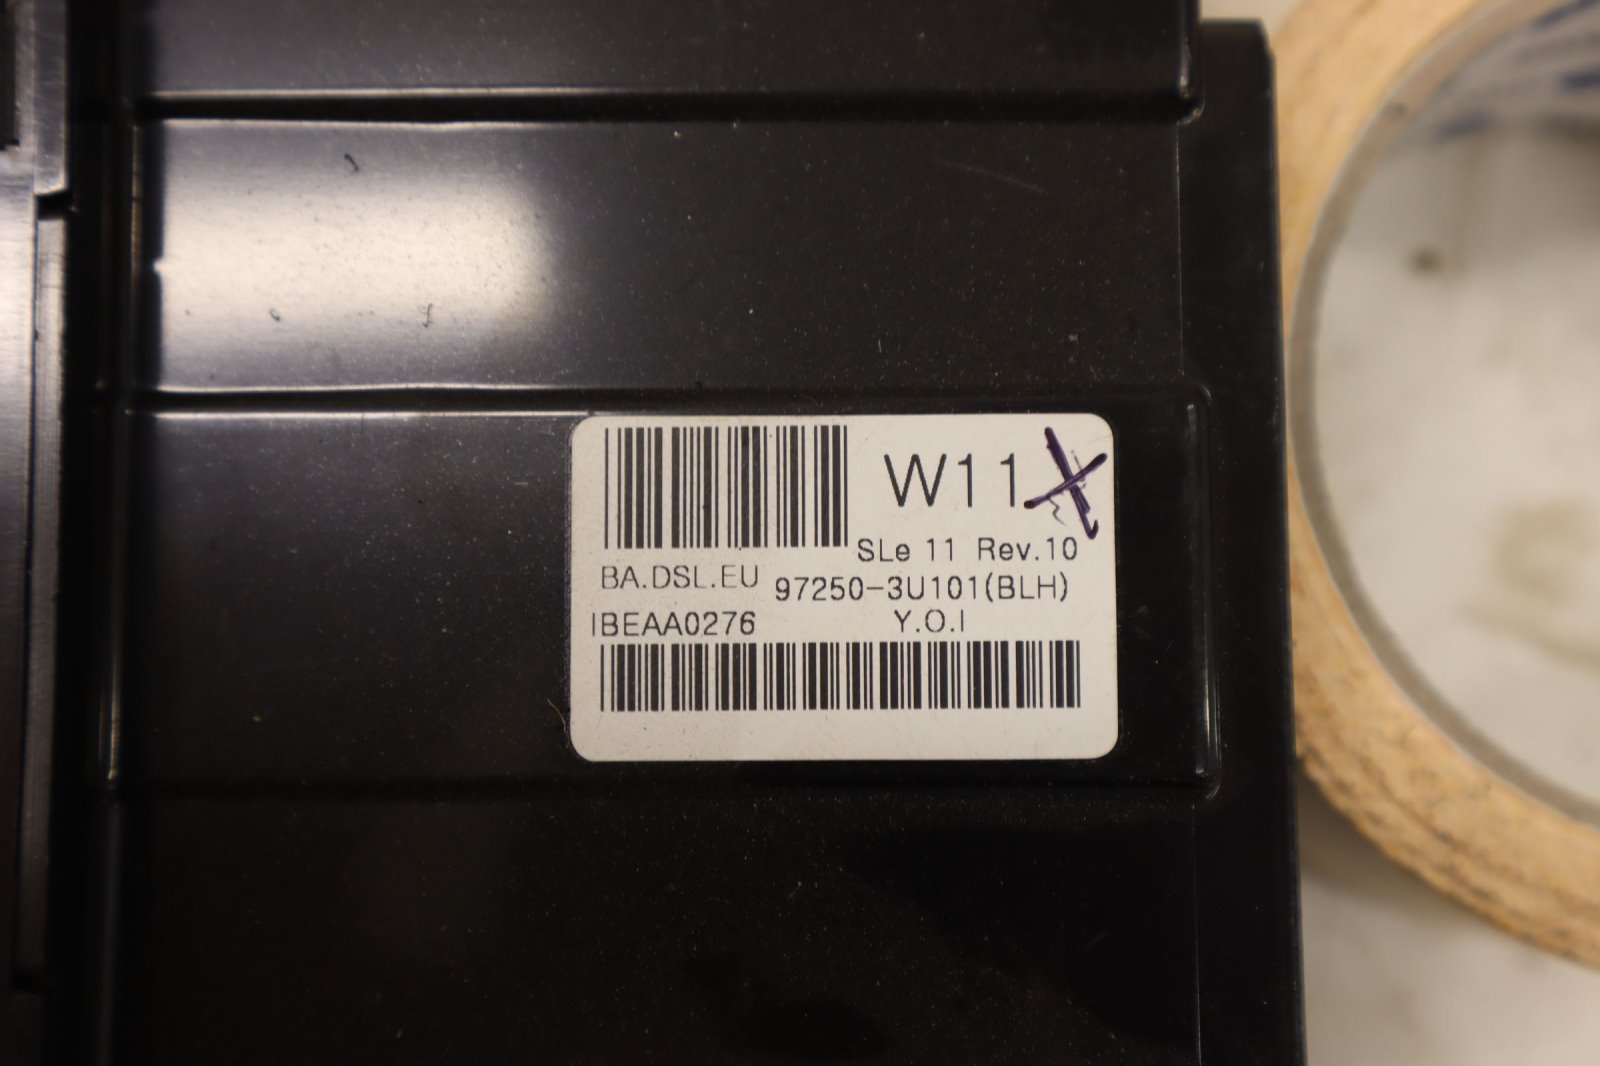 W11
SLe 11 Rev.10
BA.DSL.EU
97250-3U101(BLH)
IBEAA0276
Y.O.I